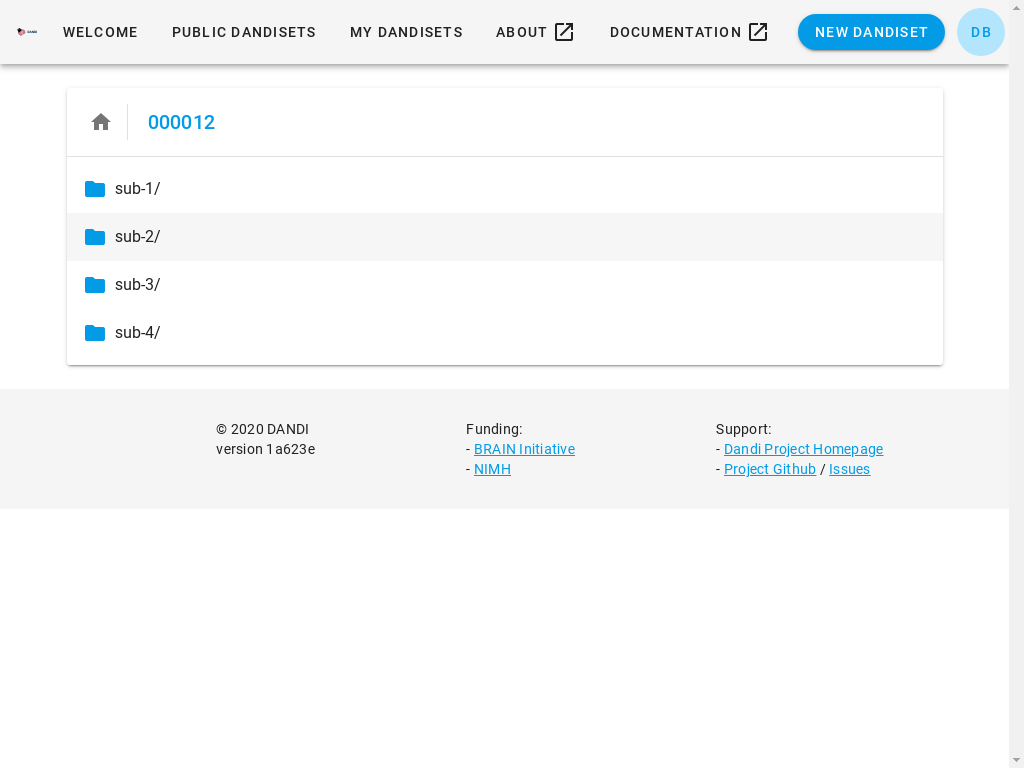 DANDI
WELCOME
PUBLIC DANDISETS
MY DANDISETS
ABOUT
DOCUMENTATION
NEW DANDISET
DB
000012
sub-1/
sub-2/
sub-3/
sub-4/
© 2020 DANDI
version 1a623e
Funding:
- BRAIN Initiative
- NIMH
Support:
- Dandi Project Homepage
- Project Github / Issues